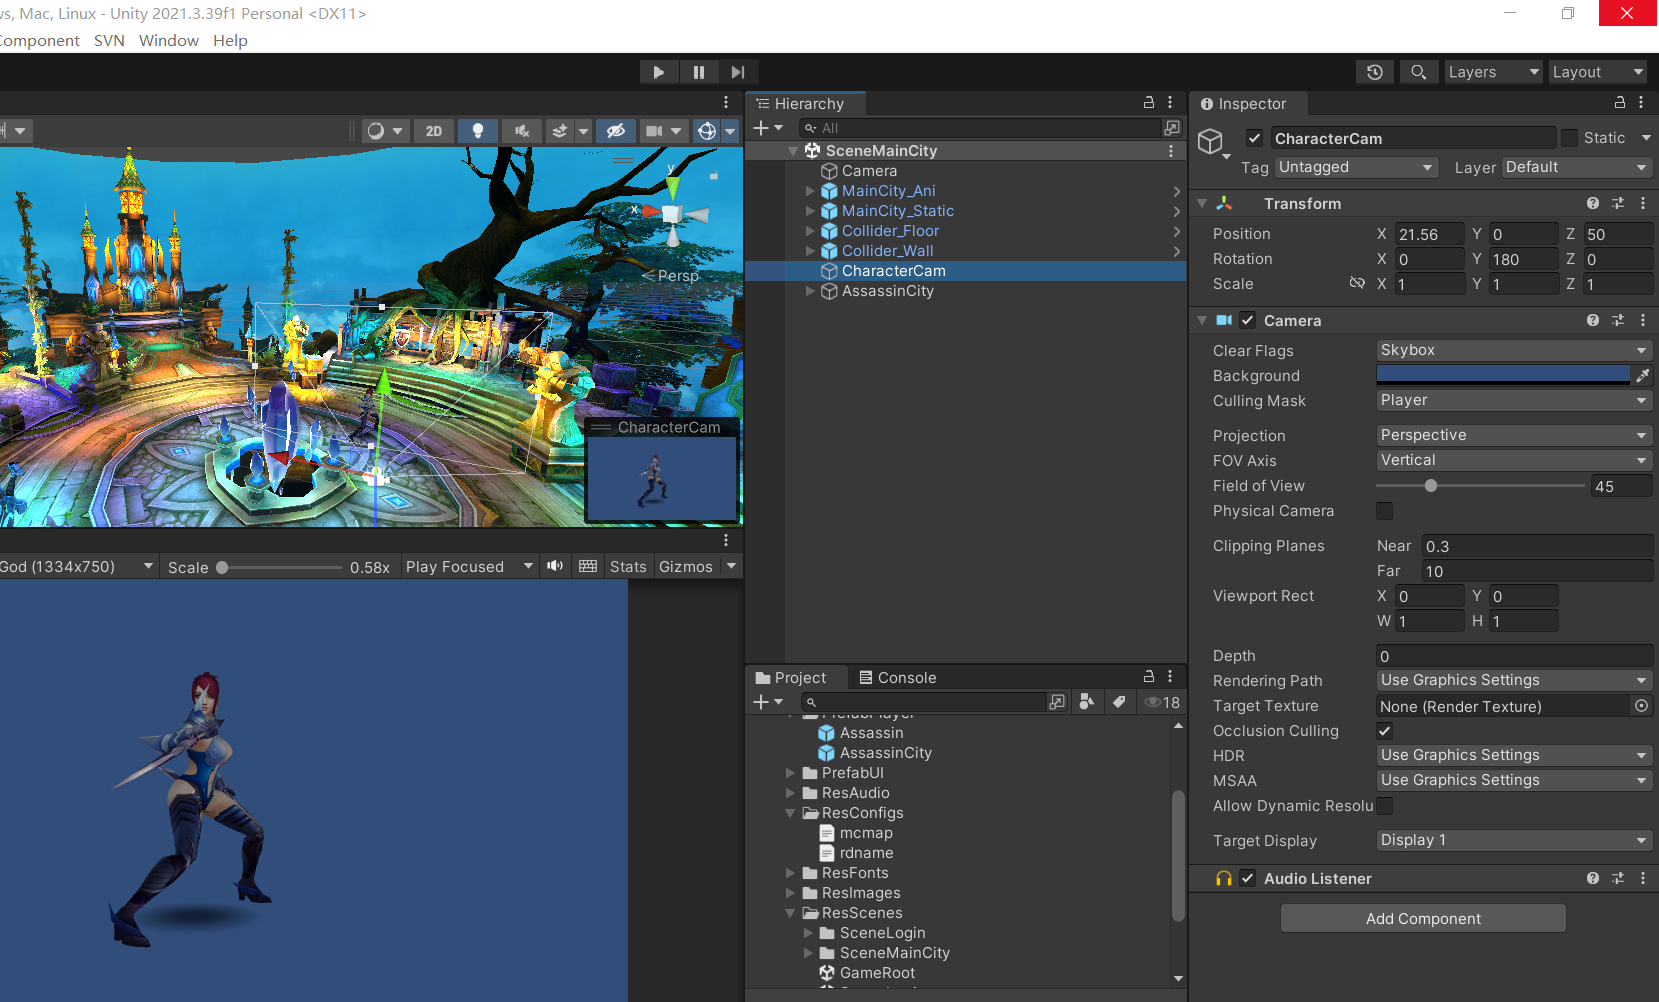 ws, Mac, Linux - Unity 2021.3.39f1 Personal <DX11>
Component SVN Window Help
Layers Layout
Hierarchy
Inspector
2D
All
CharacterCam Static
SceneMainCity
Camera
Tag Untagged Layer Default
MainCity_Ani
MainCity_Static
Collider_Floor
Collider_Wall
CharacterCam
AssassinCity
y
x
Persp
CharacterCam
Transform
Position X 21.56 Y 0 Z 50
Rotation X 0 Y 180 Z 0
Scale X 1 Y 1 Z 1
Camera
Clear Flags Skybox
Background
Culling Mask Player
Projection Perspective
FOV Axis Vertical
Field of View 45
Physical Camera
Clipping Planes Near 0.3
Far 10
Viewport Rect X 0 Y 0
W 1 H 1
Depth 0
Rendering Path Use Graphics Settings
Target Texture None (Render Texture)
Occlusion Culling
HDR Use Graphics Settings
MSAA Use Graphics Settings
Allow Dynamic Resolu
Target Display Display 1
Audio Listener
Add Component
God (1334x750) Scale 0.58x Play Focused Stats Gizmos
Project Console
18
PrefabPlayer
Assassin
AssassinCity
PrefabUI
ResAudio
ResConfigs
mcmap
rdname
ResFonts
ResImages
ResScenes
SceneLogin
SceneMainCity
GameRoot